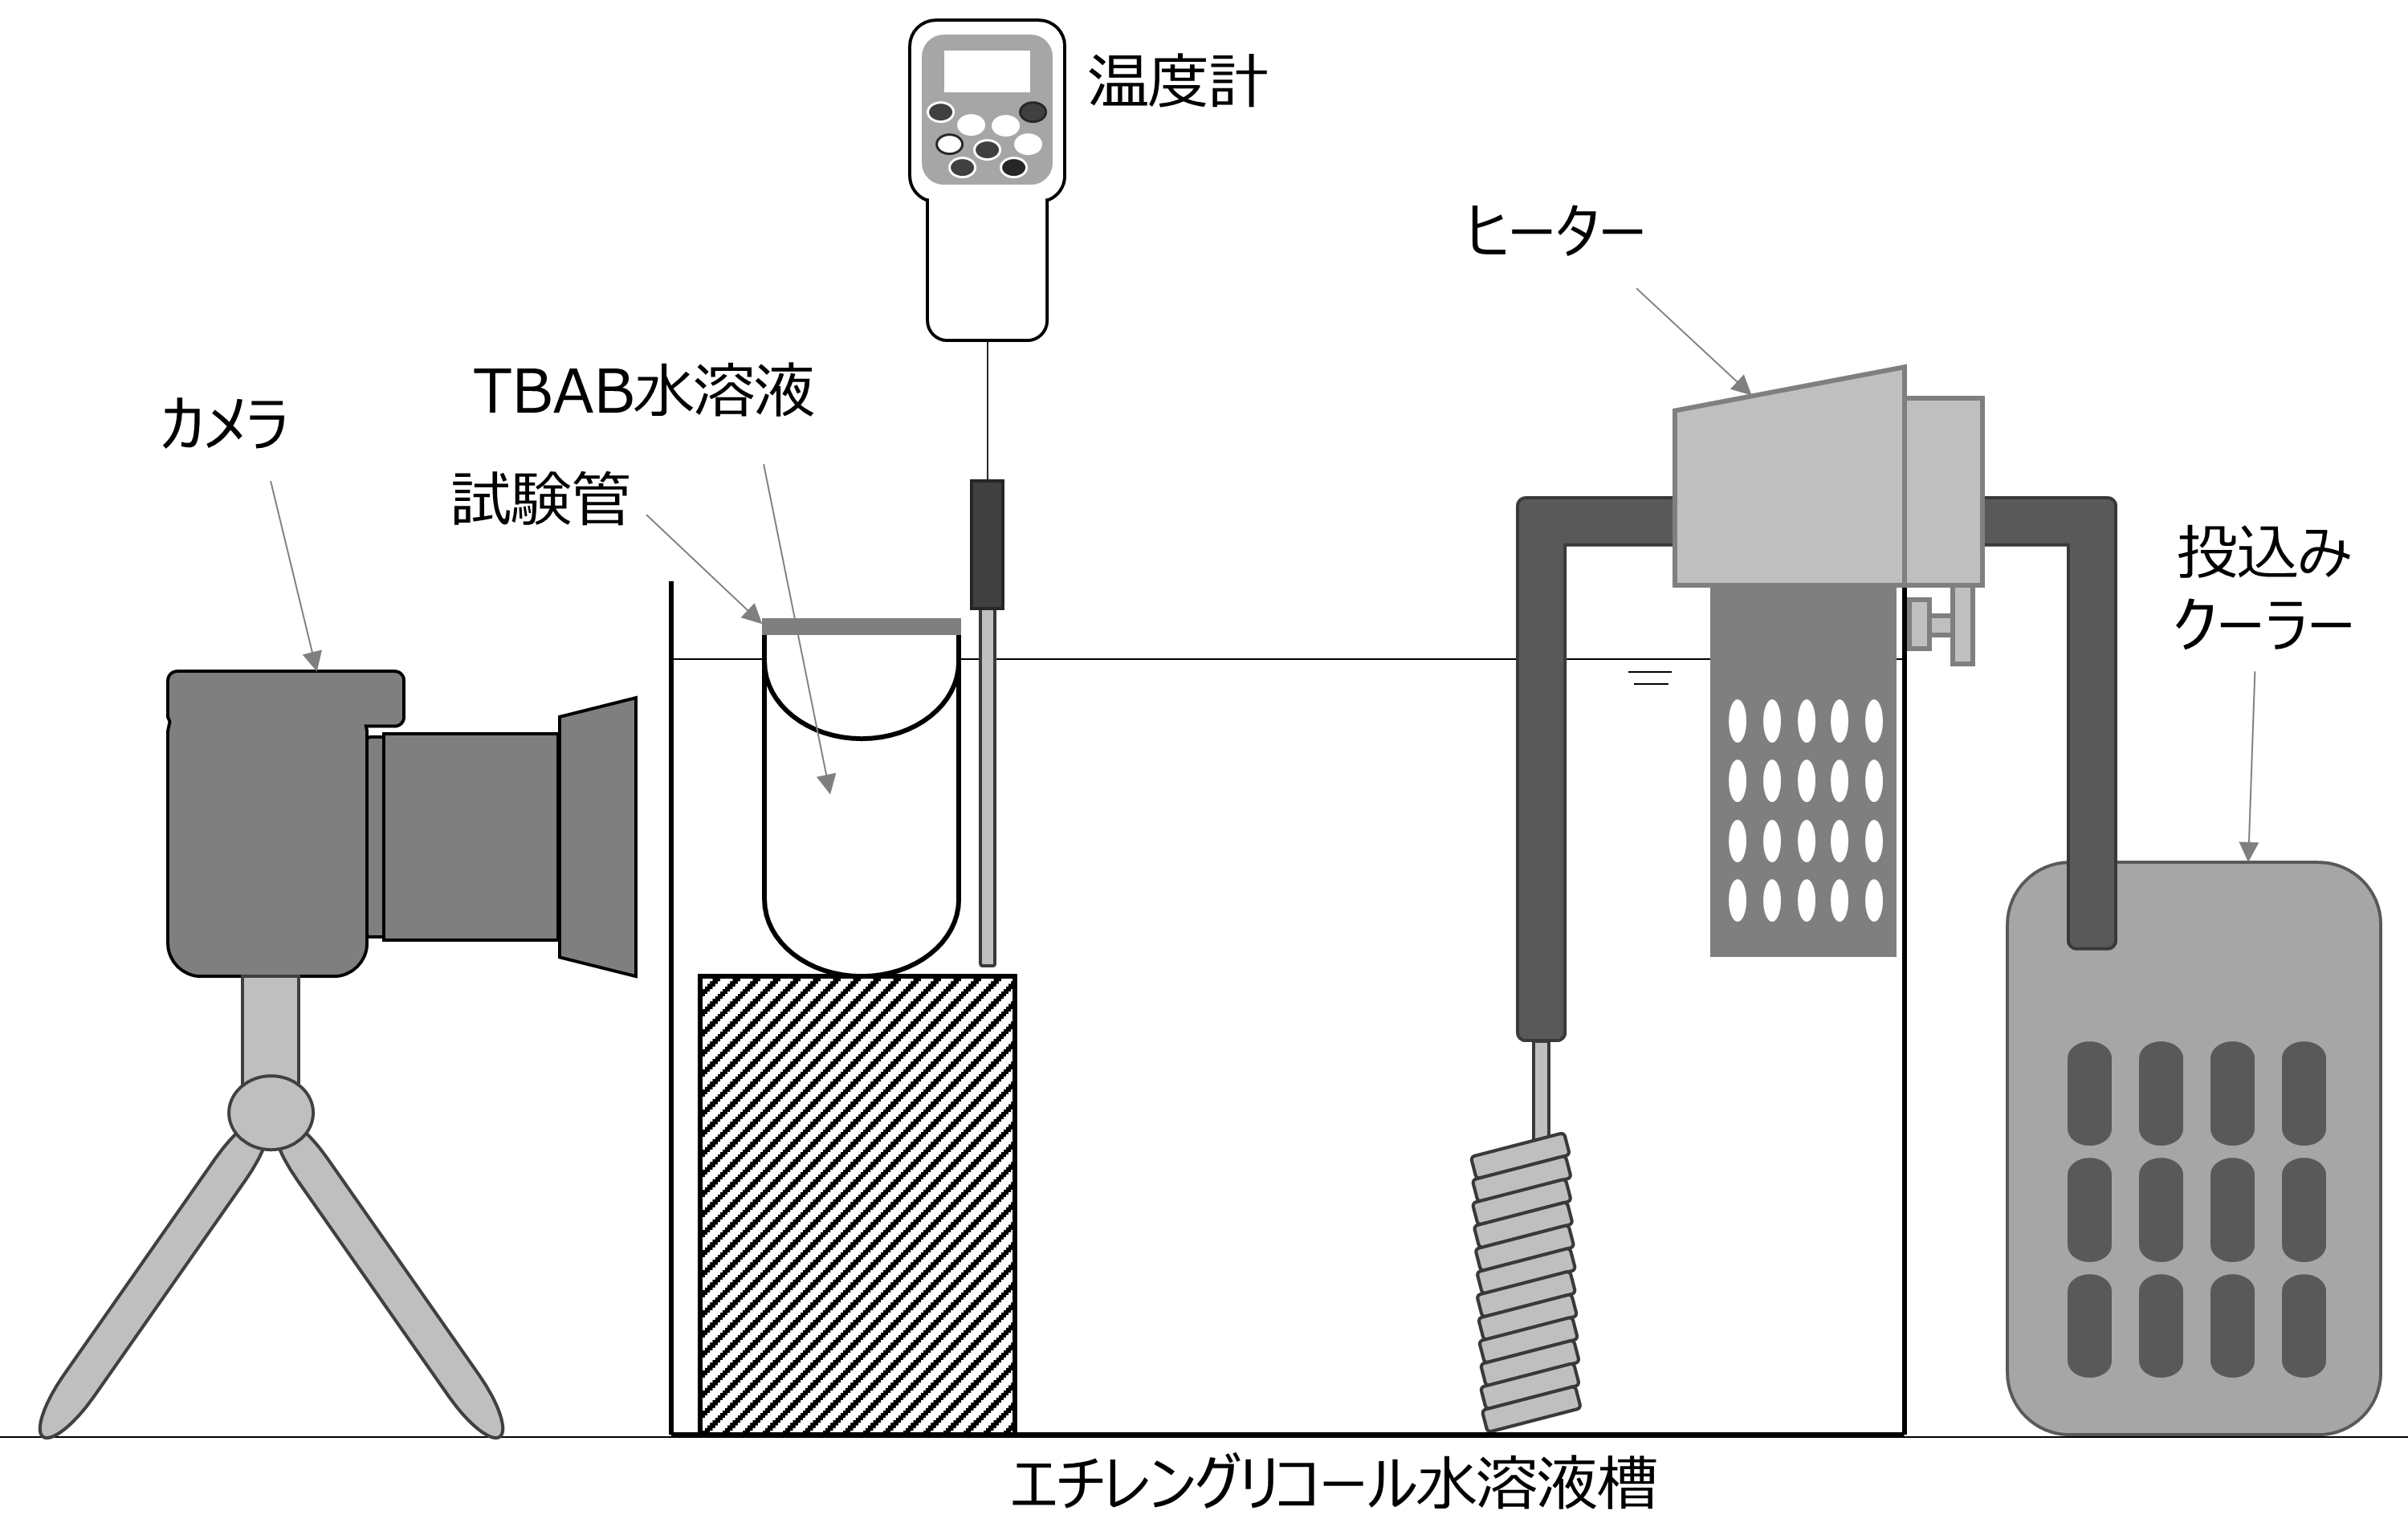 温度計
ヒーター
TBAB水溶液
カメラ
試験管
投込み
クーラー
エチレングリコール水溶液槽